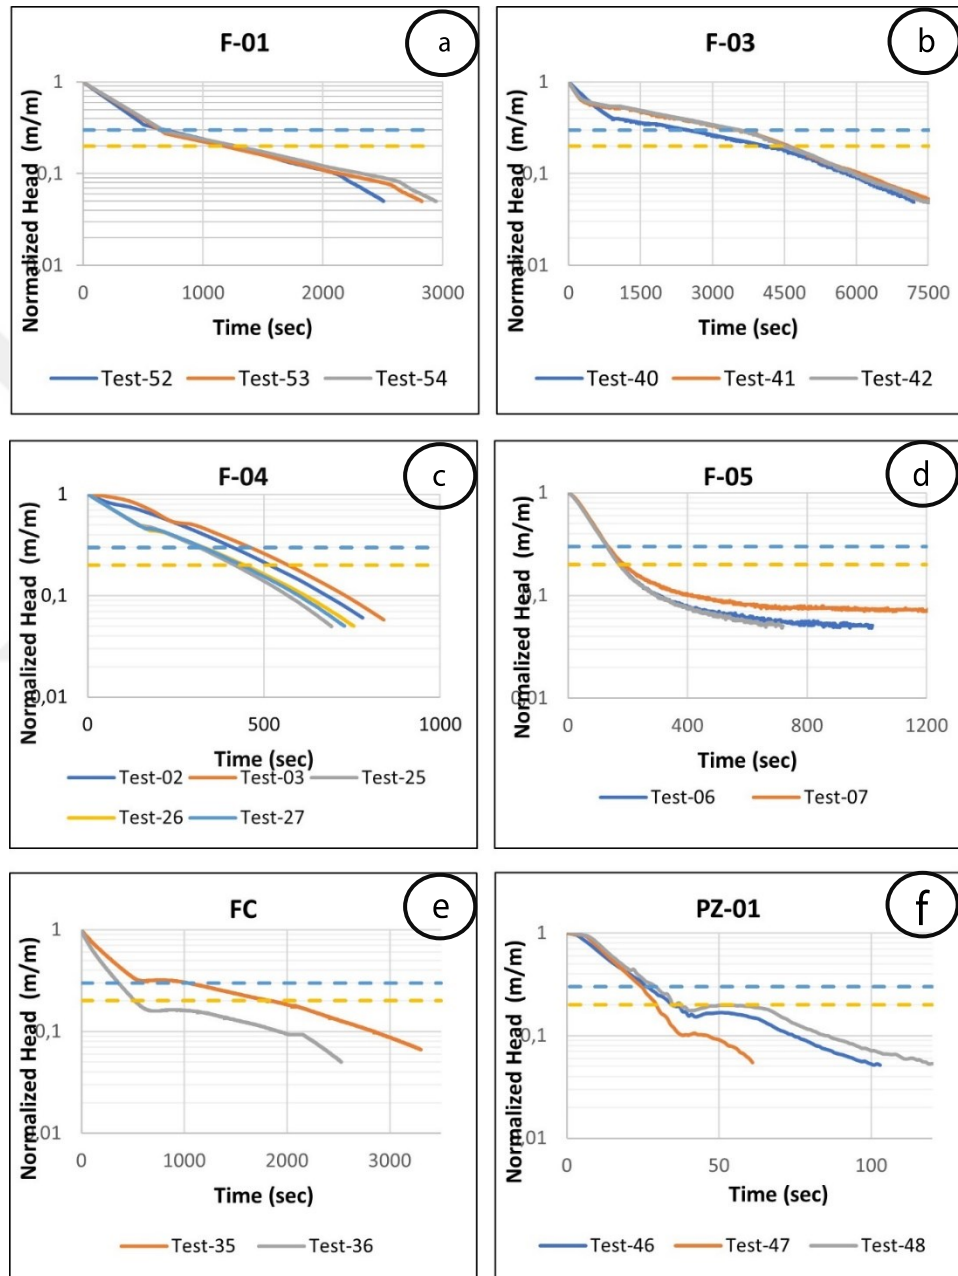 F-01
a
Normalized Head (m/m)
1
0,1
0,01
0 1000 2000 3000
Time (sec)
Test-52 Test-53 Test-54
F-03
b
Normalized Head (m/m)
1
0,1
0,01
0 1500 3000 4500 6000 7500
Time (sec)
Test-40 Test-41 Test-42
F-04
c
Normalized Head (m/m)
1
0,1
0,01
0 500 1000
Time (sec)
Test-02 Test-03 Test-25
Test-26 Test-27
F-05
d
Normalized Head (m/m)
1
0,1
0,01
0 400 800 1200
Time (sec)
Test-06 Test-07
FC
e
Normalized Head (m/m)
1
0,1
0,01
0 1000 2000 3000
Time (sec)
Test-35 Test-36
PZ-01
f
Normalized Head (m/m)
1
0,1
0,01
0 50 100
Time (sec)
Test-46 Test-47 Test-48